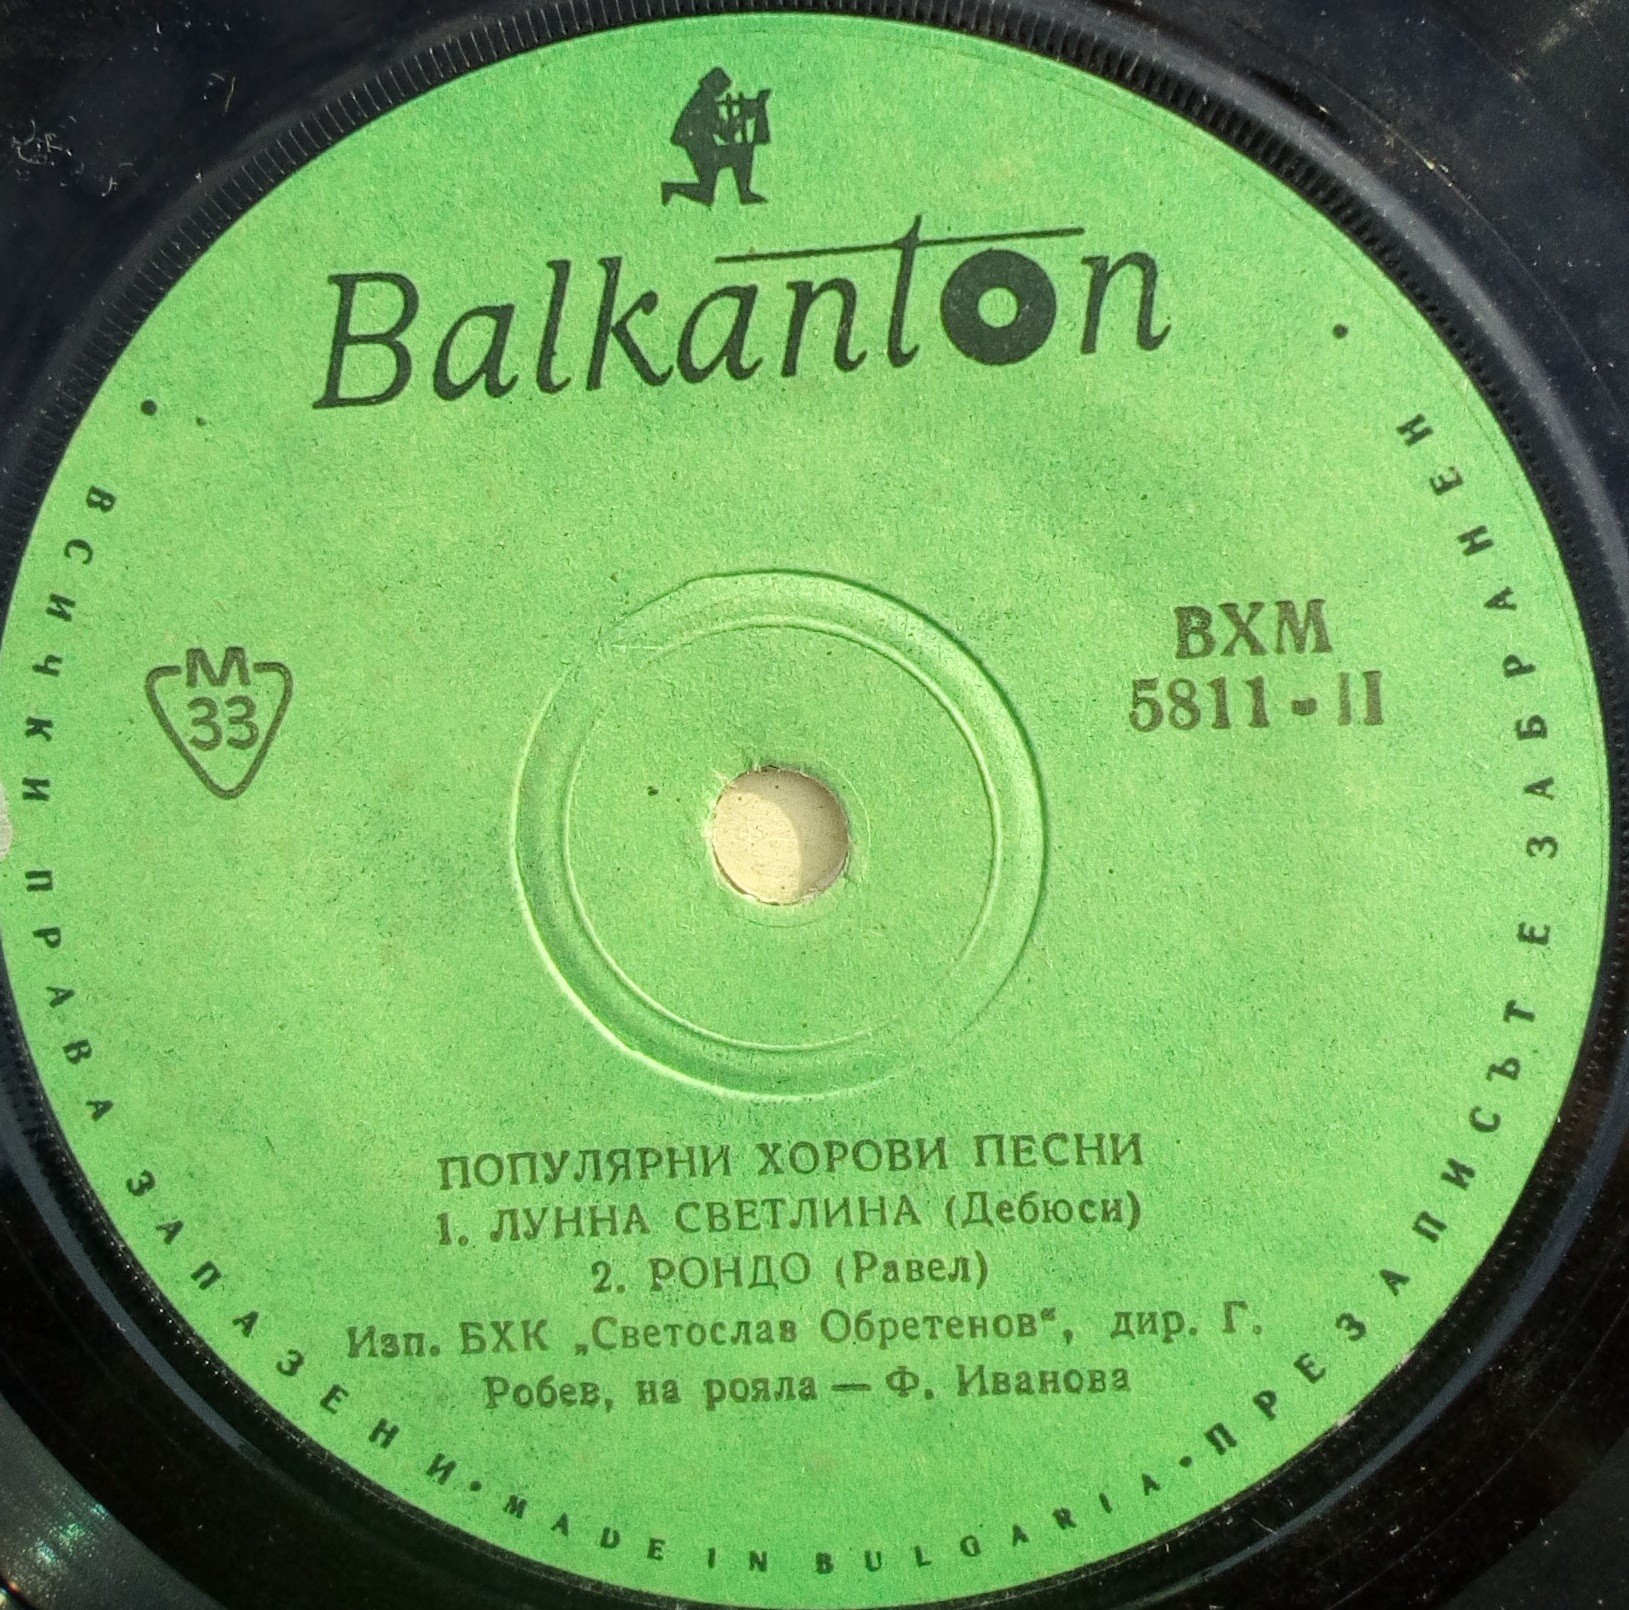 Balkanton
М
33
ВХМ
5811-II
ПОПУЛЯРНИ ХОРОВИ ПЕСНИ
1. ЛУННА СВЕТЛИНА (Дебюси)
2. РОНДО (Равел)
Изп. БХК „Светослав Обретенов“, дир. Г.
Робев, на рояла — Ф. Иванова
• ВСИЧКИ ПРАВА ЗАПАЗЕНИ • MADE IN BULGARIA • ПРЕЗАПИСЪТ Е ЗАБРАНЕН •